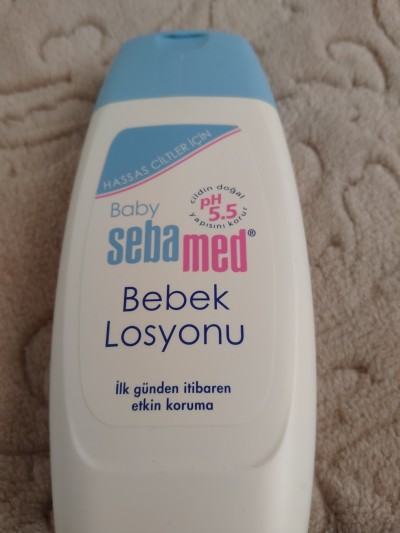 HASSAS CİLTLER İÇİN
Baby
cildin doğal
pH
5.5
yapısını korur
sebamed®
Bebek
Losyonu
İlk günden itibaren
etkin koruma